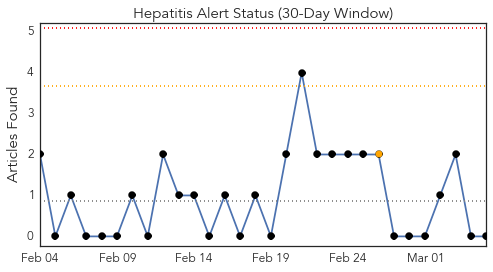 Hepatitis Alert Status (30-Day Window)
Articles Found
5
4
3
2
1
0
Feb 04 Feb 09 Feb 14 Feb 19 Feb 24 Mar 01